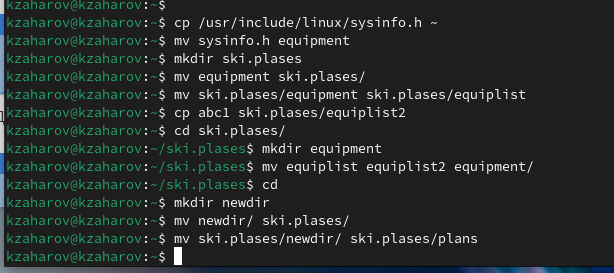 kzaharov@kzaharov:~$
kzaharov@kzaharov:~$ cp /usr/include/linux/sysinfo.h ~
kzaharov@kzaharov:~$ mv sysinfo.h equipment
kzaharov@kzaharov:~$ mkdir ski.plases
kzaharov@kzaharov:~$ mv equipment ski.plases/
kzaharov@kzaharov:~$ mv ski.plases/equipment ski.plases/equiplist
kzaharov@kzaharov:~$ cp abc1 ski.plases/equiplist2
kzaharov@kzaharov:~$ cd ski.plases/
kzaharov@kzaharov:~/ski.plases$ mkdir equipment
kzaharov@kzaharov:~/ski.plases$ mv equiplist equiplist2 equipment/
kzaharov@kzaharov:~/ski.plases$ cd
kzaharov@kzaharov:~$ mkdir newdir
kzaharov@kzaharov:~$ mv newdir/ ski.plases/
kzaharov@kzaharov:~$ mv ski.plases/newdir/ ski.plases/plans
kzaharov@kzaharov:~$